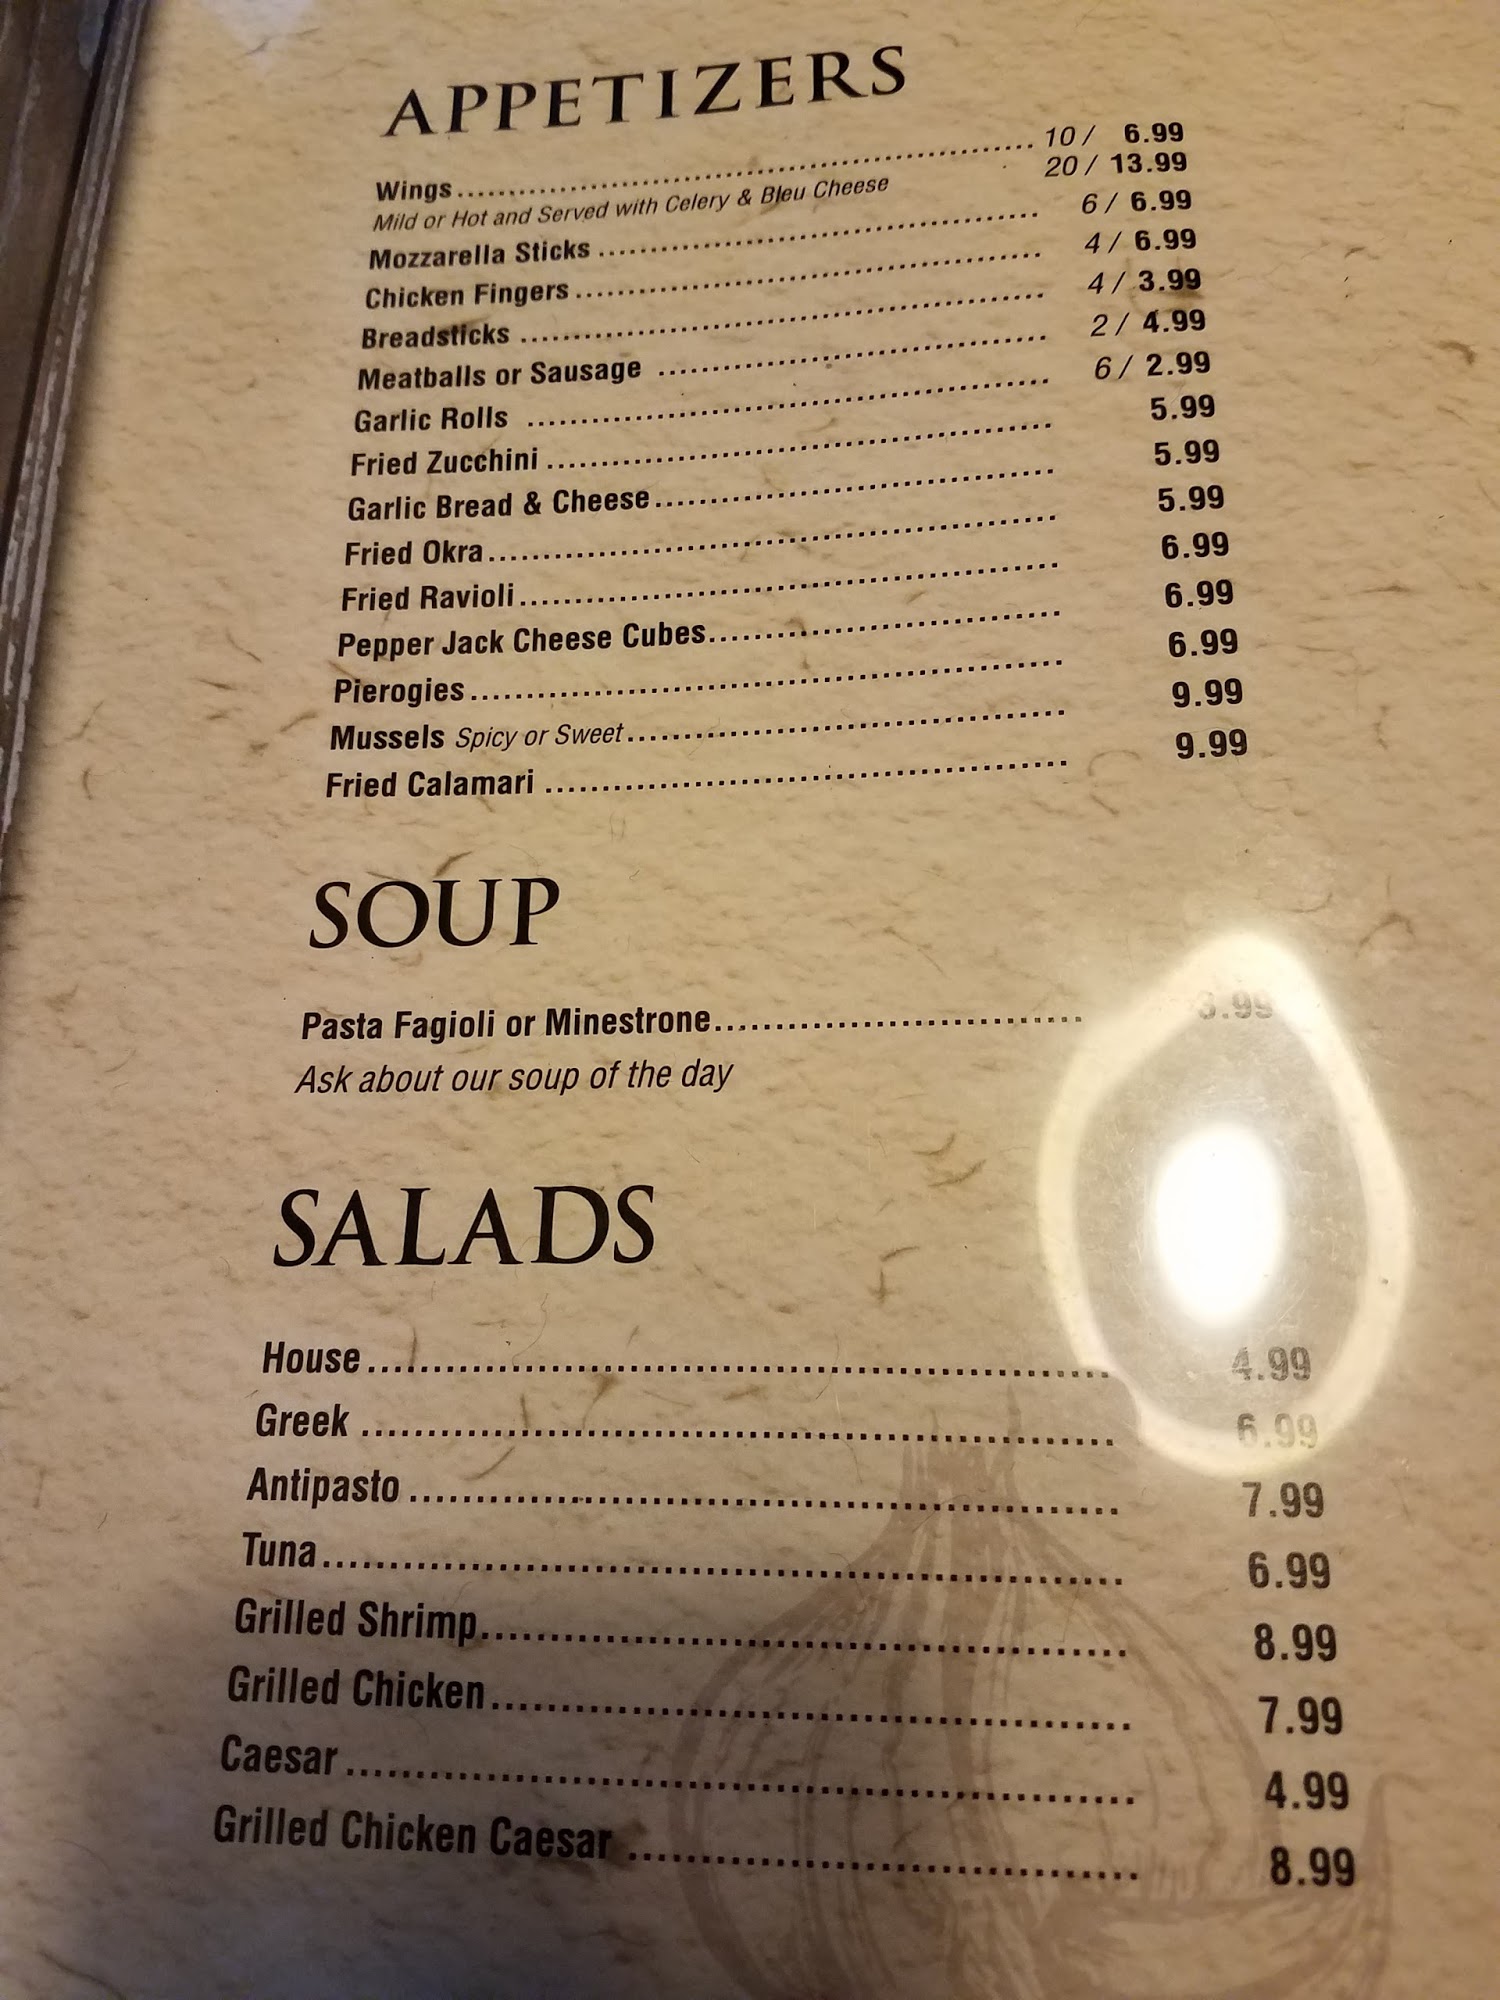 APPETIZERS
Wings 10 / 6.99
20 / 13.99
Mild or Hot and Served with Celery & Bleu Cheese
Mozzarella Sticks 6 / 6.99
Chicken Fingers 4 / 6.99
Breadsticks 4 / 3.99
Meatballs or Sausage 2 / 4.99
Garlic Rolls 6 / 2.99
Fried Zucchini 5.99
Garlic Bread & Cheese 5.99
Fried Okra 5.99
Fried Ravioli 6.99
Pepper Jack Cheese Cubes 6.99
Pierogies 6.99
Mussels Spicy or Sweet 9.99
Fried Calamari 9.99
SOUP
Pasta Fagioli or Minestrone 3.99
Ask about our soup of the day
SALADS
House 4.99
Greek 6.99
Antipasto 7.99
Tuna 6.99
Grilled Shrimp 8.99
Grilled Chicken 7.99
Caesar 4.99
Grilled Chicken Caesar 8.99